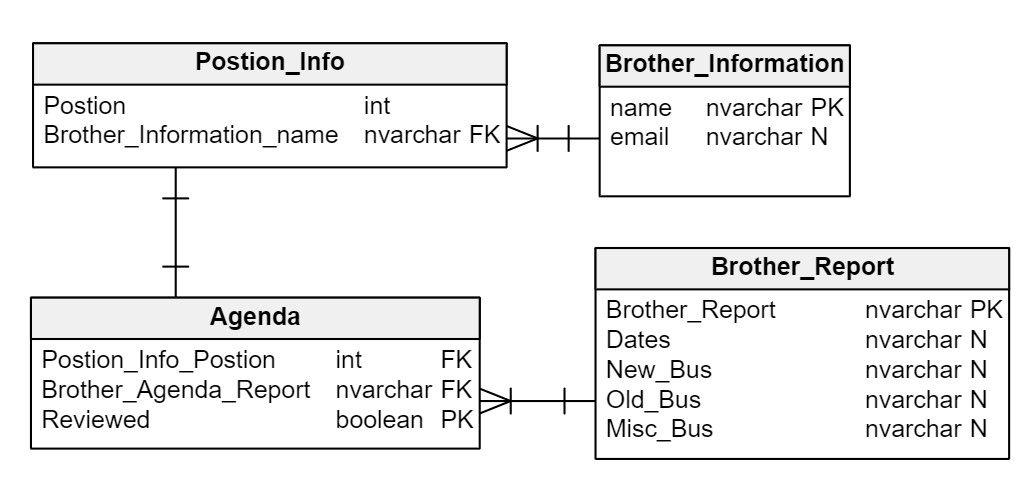 Postion_Info
Postion int
Brother_Information_name nvarchar FK
Brother_Information
name nvarchar PK
email nvarchar N
Agenda
Postion_Info_Postion int FK
Brother_Agenda_Report nvarchar FK
Reviewed boolean PK
Brother_Report
Brother_Report nvarchar PK
Dates nvarchar N
New_Bus nvarchar N
Old_Bus nvarchar N
Misc_Bus nvarchar N